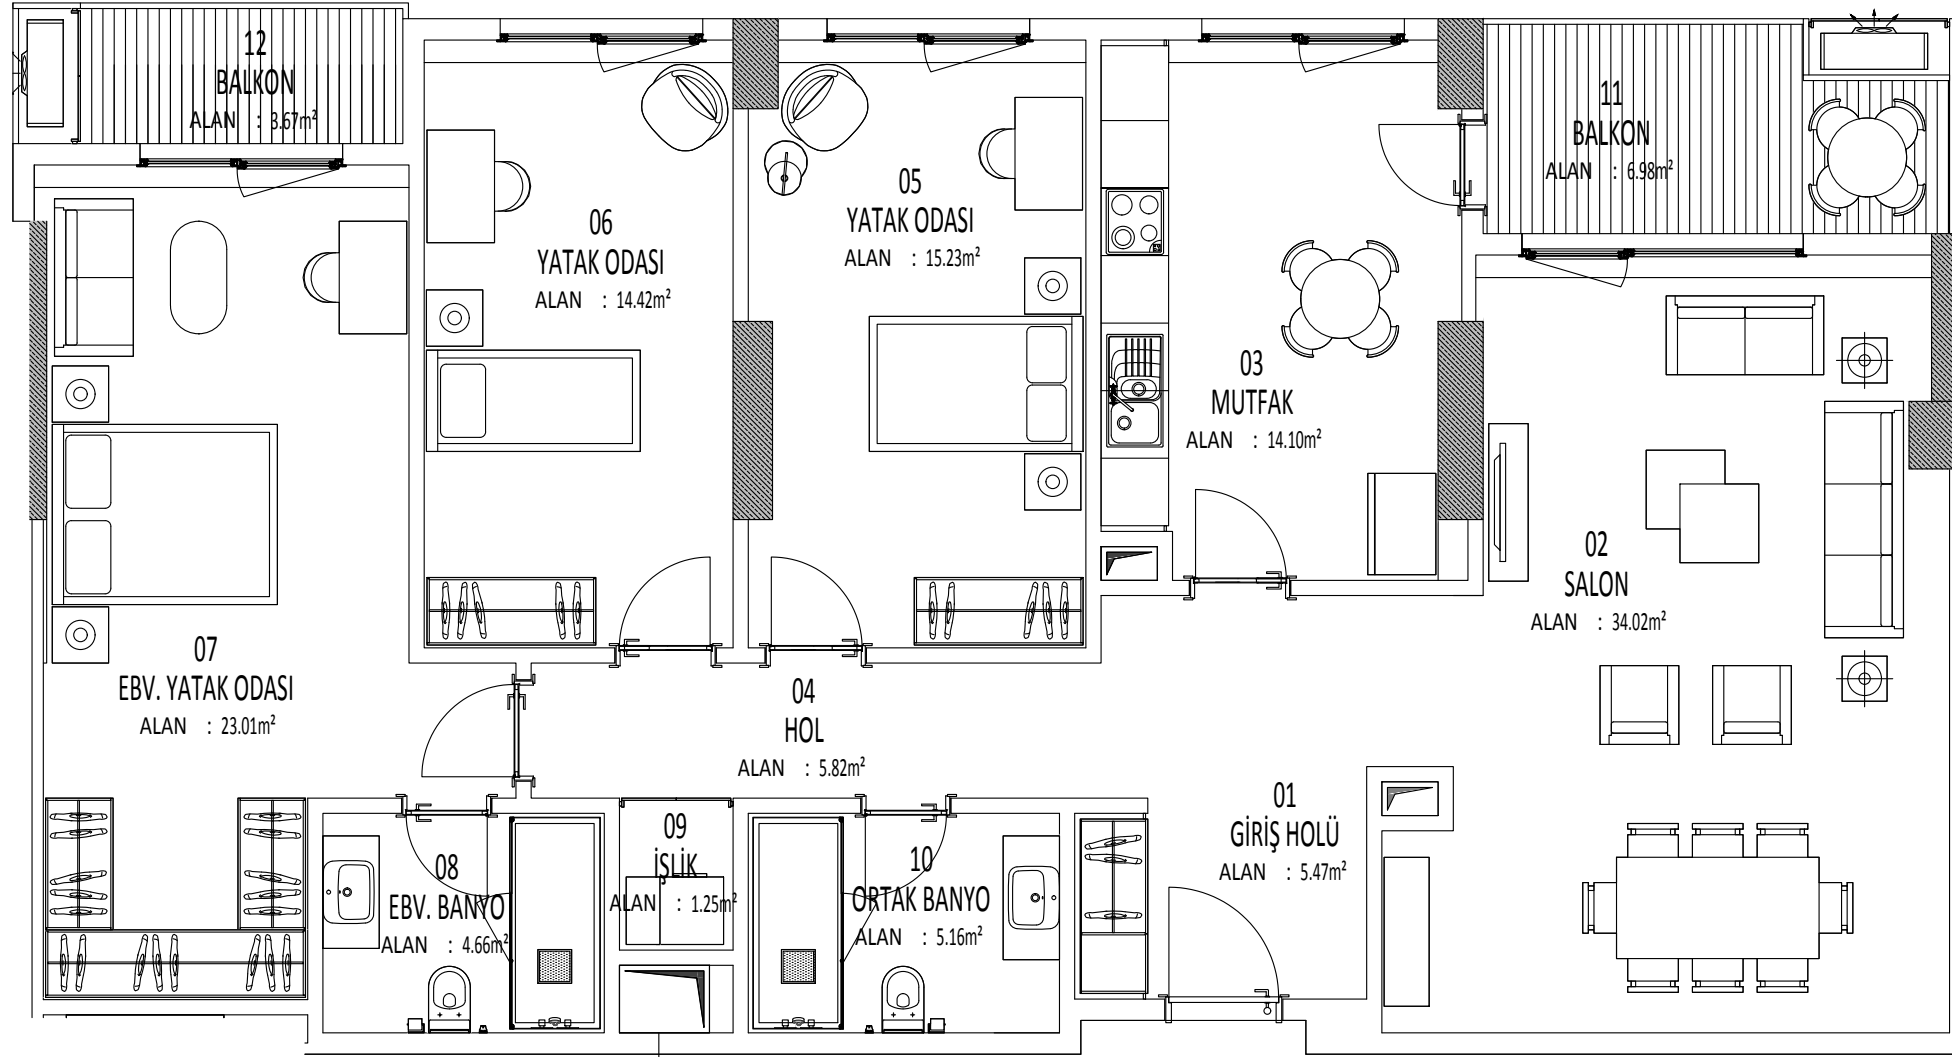 12
BALKON
ALAN : 3.67m²
11
BALKON
ALAN : 6.98m²
05
YATAK ODASI
ALAN : 15.23m²
06
YATAK ODASI
ALAN : 14.42m²
03
MUTFAK
ALAN : 14.10m²
02
SALON
ALAN : 34.02m²
07
EBV. YATAK ODASI
ALAN : 23.01m²
04
HOL
ALAN : 5.82m²
01
GİRİŞ HOLÜ
ALAN : 5.47m²
08
EBV. BANYO
ALAN : 4.66m²
09
İŞLİK
ALAN : 1.25m²
10
ORTAK BANYO
ALAN : 5.16m²